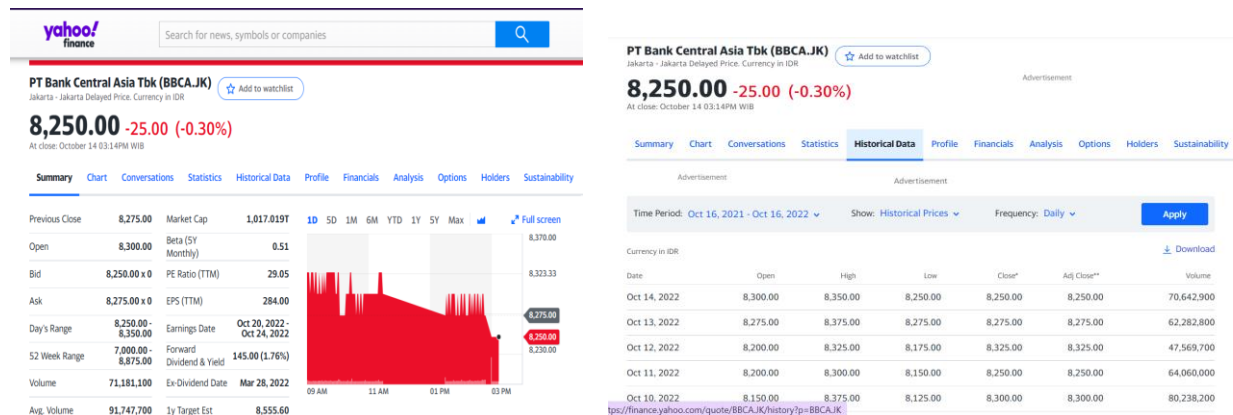 yahoo!
finance
Search for news, symbols or companies
PT Bank Central Asia Tbk (BBCA.JK) Add to watchlist
Jakarta - Jakarta Delayed Price. Currency in IDR
8,250.00 -25.00 (-0.30%)
At close: October 14 03:14PM WIB
Summary Chart Conversations Statistics Historical Data Profile Financials Analysis Options Holders Sustainability
Previous Close 8,275.00
Open 8,300.00
Bid 8,250.00 x 0
Ask 8,275.00 x 0
Day's Range 8,250.00 -
8,350.00
52 Week Range 7,000.00 -
8,875.00
Volume 71,181,100
Avg. Volume 91,747,700
Market Cap 1,017.019T
Beta (5Y
Monthly) 0.51
PE Ratio (TTM) 29.05
EPS (TTM) 284.00
Earnings Date Oct 20, 2022 -
Oct 24, 2022
Forward
Dividend & Yield 145.00 (1.76%)
Ex-Dividend Date Mar 28, 2022
1y Target Est 8,555.60
1D 5D 1M 6M YTD 1Y 5Y Max Full screen
8,370.00
8,323.33
8,275.00
8,250.00
8,230.00
09 AM 11 AM 01 PM 03 PM
PT Bank Central Asia Tbk (BBCA.JK) Add to watchlist
Jakarta - Jakarta Delayed Price. Currency in IDR
Advertisement
8,250.00 -25.00 (-0.30%)
At close: October 14 03:14PM WIB
Summary Chart Conversations Statistics Historical Data Profile Financials Analysis Options Holders Sustainability
Advertisement Advertisement
Time Period: Oct 16, 2021 - Oct 16, 2022 Show: Historical Prices Frequency: Daily Apply
Currency in IDR Download
Date Open High Low Close* Adj Close** Volume
Oct 14, 2022 8,300.00 8,350.00 8,250.00 8,250.00 8,250.00 70,642,900
Oct 13, 2022 8,275.00 8,375.00 8,275.00 8,275.00 8,275.00 62,282,800
Oct 12, 2022 8,200.00 8,325.00 8,175.00 8,325.00 8,325.00 47,569,700
Oct 11, 2022 8,200.00 8,300.00 8,150.00 8,250.00 8,250.00 64,060,000
Oct 10, 2022 8,150.00 8,375.00 8,125.00 8,300.00 8,300.00 80,238,200
tps://finance.yahoo.com/quote/BBCA.JK/history?p=BBCA.JK